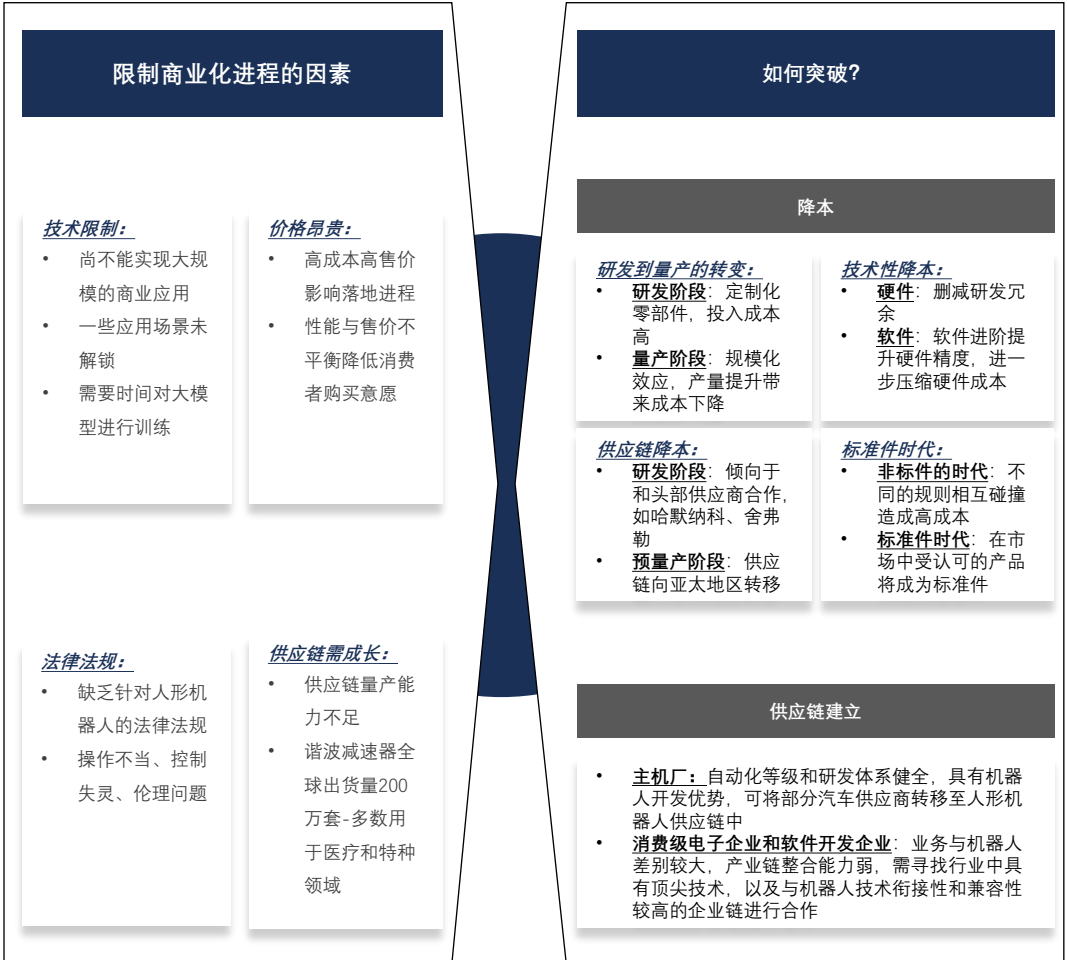 限制商业化进程的因素
技术限制：
• 尚不能实现大规
模的商业应用
• 一些应用场景未
解锁
• 需要时间对大模
型进行训练
价格昂贵：
• 高成本高售价
影响落地进程
• 性能与售价不
平衡降低消费
者购买意愿
法律法规：
• 缺乏针对人形机
器人的法律法规
• 操作不当、控制
失灵、伦理问题
供应链需成长：
• 供应链量产能
力不足
• 谐波减速器全
球出货量200
万套-多数用
于医疗和特种
领域
如何突破?
降本
研发到量产的转变：
• 研发阶段：定制化
零部件，投入成本
高
• 量产阶段：规模化
效应，产量提升带
来成本下降
技术性降本：
• 硬件：删减研发冗
余
• 软件：软件进阶提
升硬件精度，进一
步压缩硬件成本
供应链降本：
• 研发阶段：倾向于
和头部供应商合作，
如哈默纳科、舍弗
勒
• 预量产阶段：供应
链向亚太地区转移
标准件时代：
• 非标件的时代：不
同的规则相互碰撞
造成高成本
• 标准件时代：在市
场中受认可的产品
将成为标准件
供应链建立
• 主机厂：自动化等级和研发体系健全，具有机器
人开发优势，可将部分汽车供应商转移至人形机
器人供应链中
• 消费级电子企业和软件开发企业：业务与机器人
差别较大，产业链整合能力弱，需寻找行业中具
有顶尖技术，以及与机器人技术衔接性和兼容性
较高的企业链进行合作